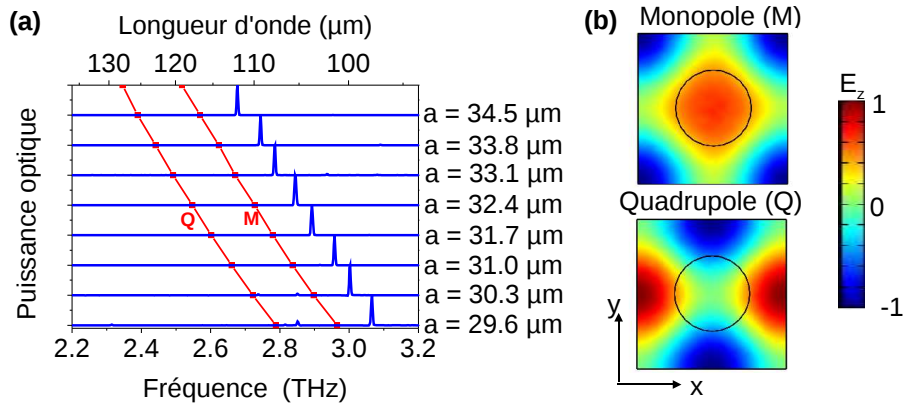 (a)
Longueur d'onde (µm)
130 120 110 100
Puissance optique
a = 34.5 µm
a = 33.8 µm
a = 33.1 µm
a = 32.4 µm
a = 31.7 µm
a = 31.0 µm
a = 30.3 µm
a = 29.6 µm
Q
M
2.2 2.4 2.6 2.8 3.0 3.2
Fréquence (THz)
(b)
Monopole (M)
Quadrupole (Q)
y
x
E_z
1
0
-1